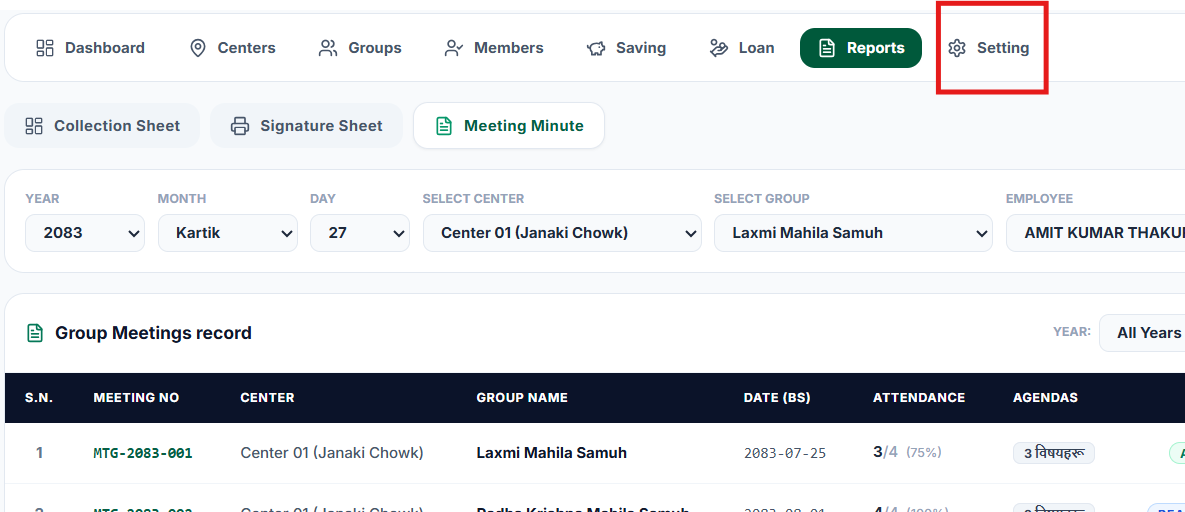 Dashboard Centers Groups Members Saving Loan Reports Setting
Collection Sheet Signature Sheet Meeting Minute
YEAR MONTH DAY SELECT CENTER SELECT GROUP EMPLOYEE
2083 Kartik 27 Center 01 (Janaki Chowk) Laxmi Mahila Samuh AMIT KUMAR THAKU
Group Meetings record YEAR: All Years
S.N. MEETING NO CENTER GROUP NAME DATE (BS) ATTENDANCE AGENDAS
1 MTG-2083-001 Center 01 (Janaki Chowk) Laxmi Mahila Samuh 2083-07-25 3/4 (75%) 3 विषयहरू